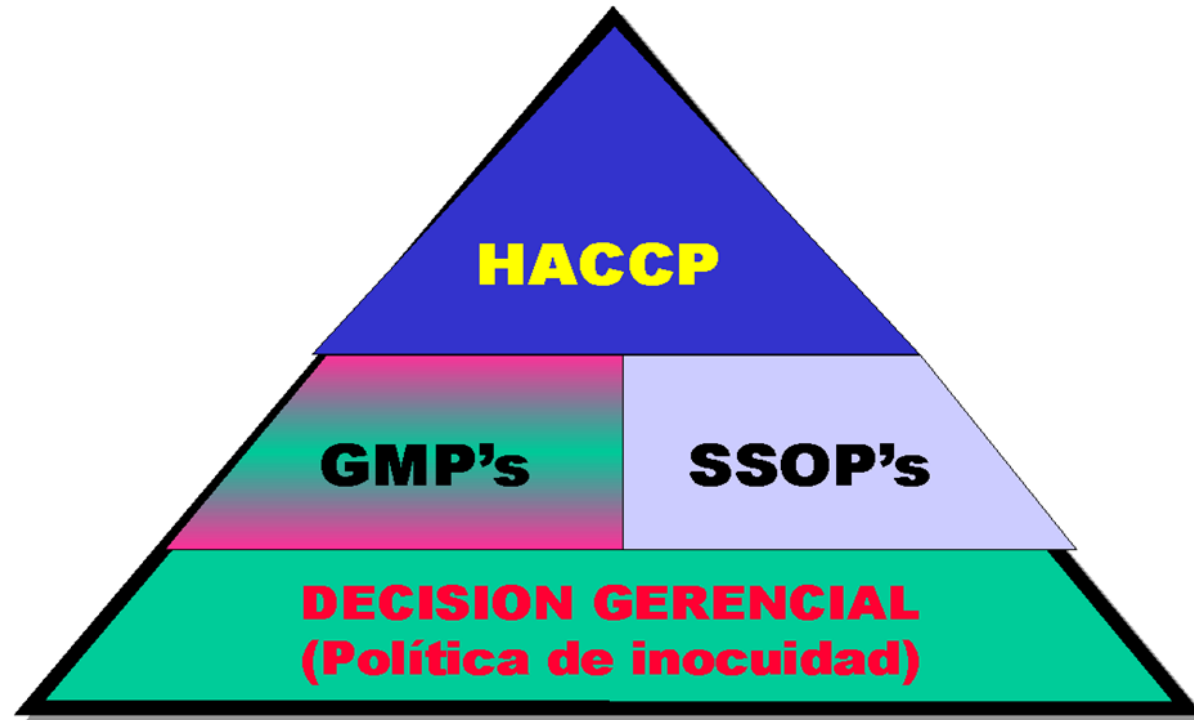 HACCP
GMP’s
SSOP’s
DECISION GERENCIAL
(Política de inocuidad)